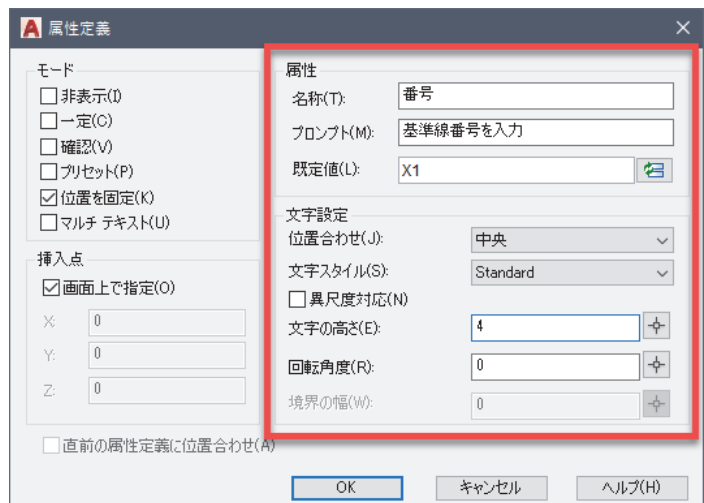 属性定義
モード
非表示(I)
一定(C)
確認(V)
プリセット(P)
位置を固定(K)
マルチ テキスト(U)
挿入点
画面上で指定(O)
X: 0
Y: 0
Z: 0
直前の属性定義に位置合わせ(A)
属性
名称(T): 番号
プロンプト(M): 基準線番号を入力
既定値(L): X1
文字設定
位置合わせ(J): 中央
文字スタイル(S): Standard
異尺度対応(N)
文字の高さ(E): 4
回転角度(R): 0
境界の幅(W): 0
OK キャンセル ヘルプ(H)